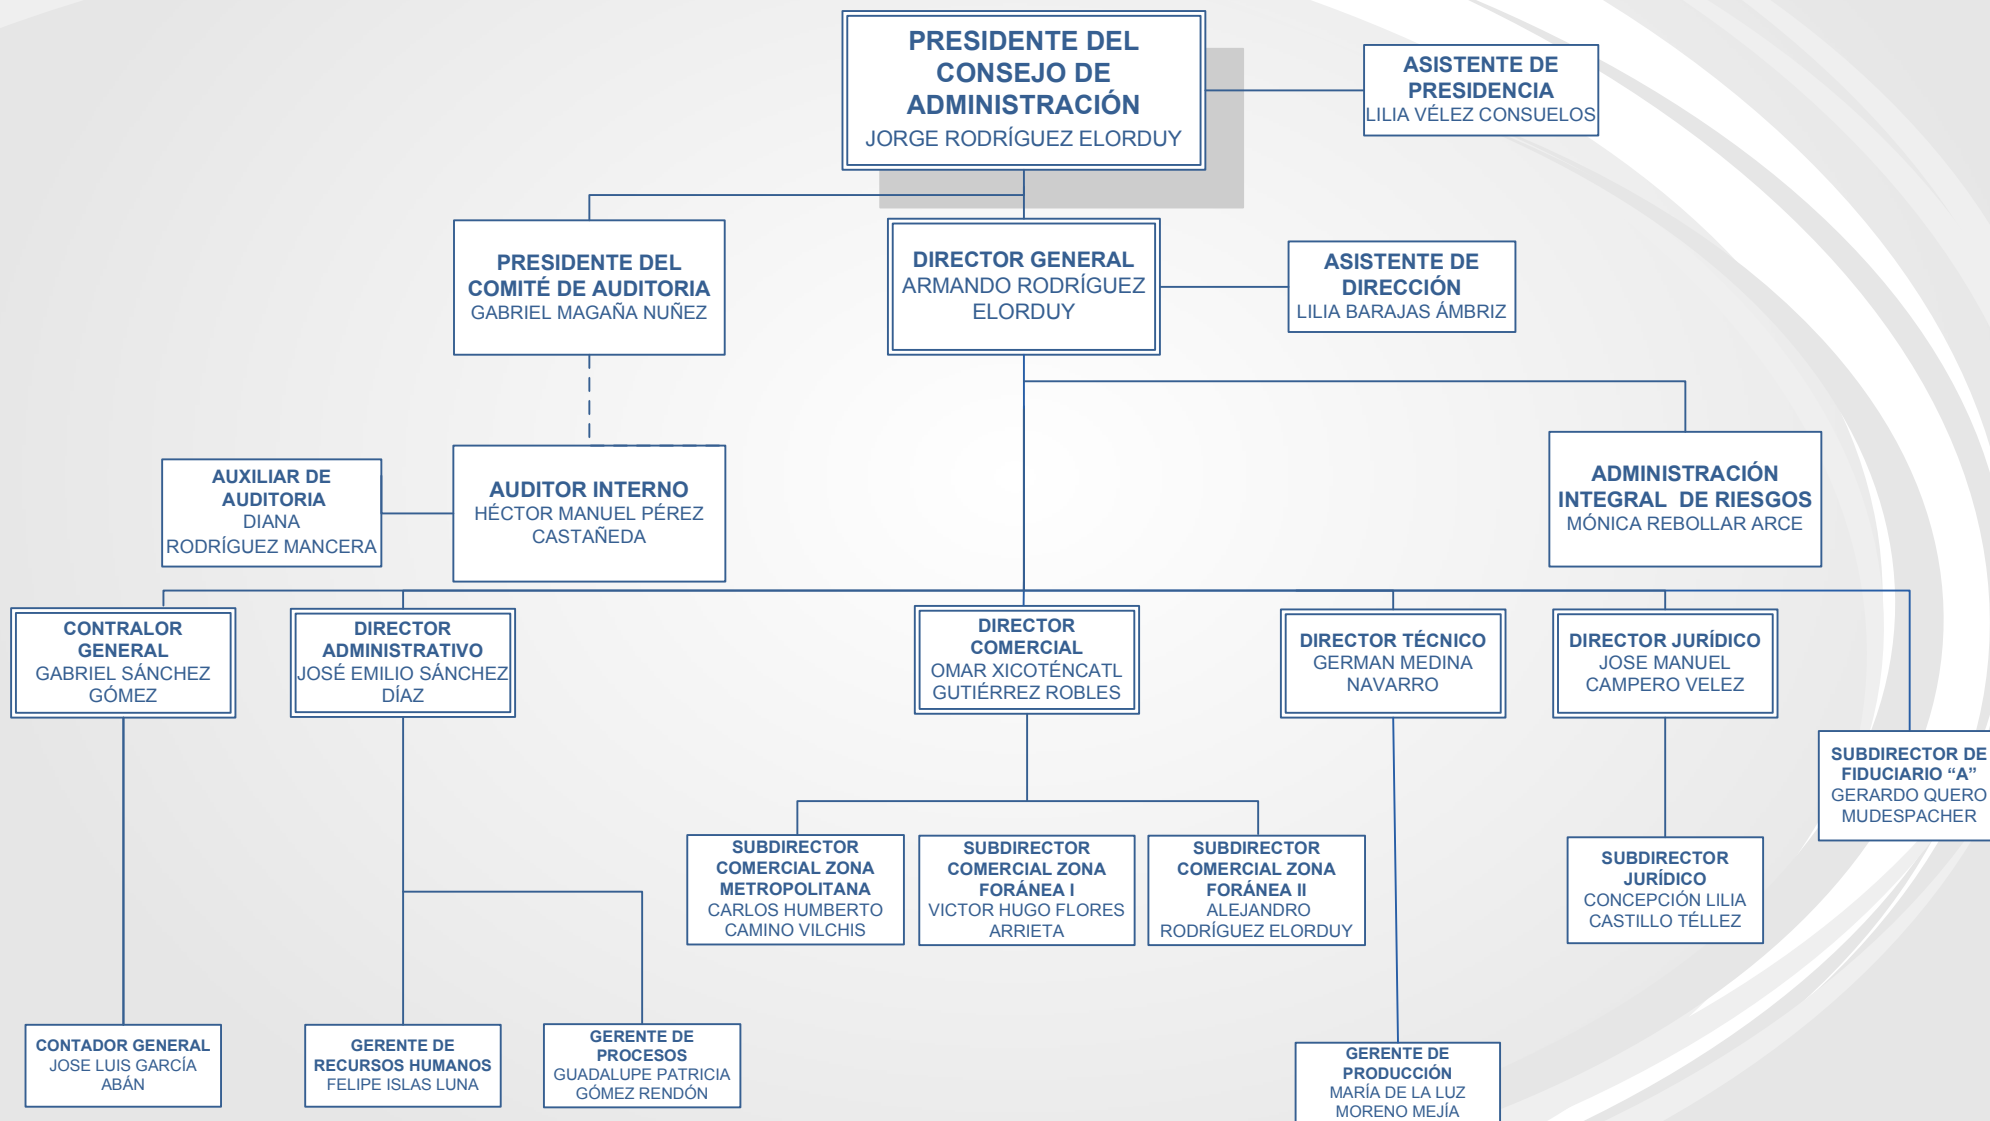 PRESIDENTE DEL
CONSEJO DE
ADMINISTRACIÓN
JORGE RODRÍGUEZ ELORDUY
ASISTENTE DE
PRESIDENCIA
LILIA VÉLEZ CONSUELOS
PRESIDENTE DEL
COMITÉ DE AUDITORIA
GABRIEL MAGAÑA NUÑEZ
DIRECTOR GENERAL
ARMANDO RODRÍGUEZ
ELORDUY
ASISTENTE DE
DIRECCIÓN
LILIA BARAJAS ÁMBRIZ
AUXILIAR DE
AUDITORIA
DIANA
RODRÍGUEZ MANCERA
AUDITOR INTERNO
HÉCTOR MANUEL PÉREZ
CASTAÑEDA
ADMINISTRACIÓN
INTEGRAL DE RIESGOS
MÓNICA REBOLLAR ARCE
CONTRALOR
GENERAL
GABRIEL SÁNCHEZ
GÓMEZ
DIRECTOR
ADMINISTRATIVO
JOSÉ EMILIO SÁNCHEZ
DÍAZ
DIRECTOR
COMERCIAL
OMAR XICOTÉNCATL
GUTIÉRREZ ROBLES
DIRECTOR TÉCNICO
GERMAN MEDINA
NAVARRO
DIRECTOR JURÍDICO
JOSE MANUEL
CAMPERO VELEZ
SUBDIRECTOR DE
FIDUCIARIO “A”
GERARDO QUERO
MUDESPACHER
SUBDIRECTOR
COMERCIAL ZONA
METROPOLITANA
CARLOS HUMBERTO
CAMINO VILCHIS
SUBDIRECTOR
COMERCIAL ZONA
FORÁNEA I
VICTOR HUGO FLORES
ARRIETA
SUBDIRECTOR
COMERCIAL ZONA
FORÁNEA II
ALEJANDRO
RODRÍGUEZ ELORDUY
SUBDIRECTOR
JURÍDICO
CONCEPCIÓN LILIA
CASTILLO TÉLLEZ
CONTADOR GENERAL
JOSE LUIS GARCÍA
ABÁN
GERENTE DE
RECURSOS HUMANOS
FELIPE ISLAS LUNA
GERENTE DE
PROCESOS
GUADALUPE PATRICIA
GÓMEZ RENDÓN
GERENTE DE
PRODUCCIÓN
MARÍA DE LA LUZ
MORENO MEJÍA